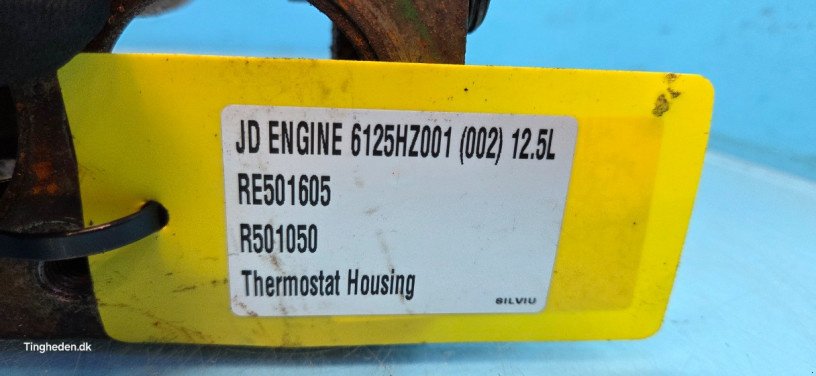 JD ENGINE 6125HZ001 (002) 12.5L
RE501605
R501050
Thermostat Housing
SILVIU
Tingheden.dk